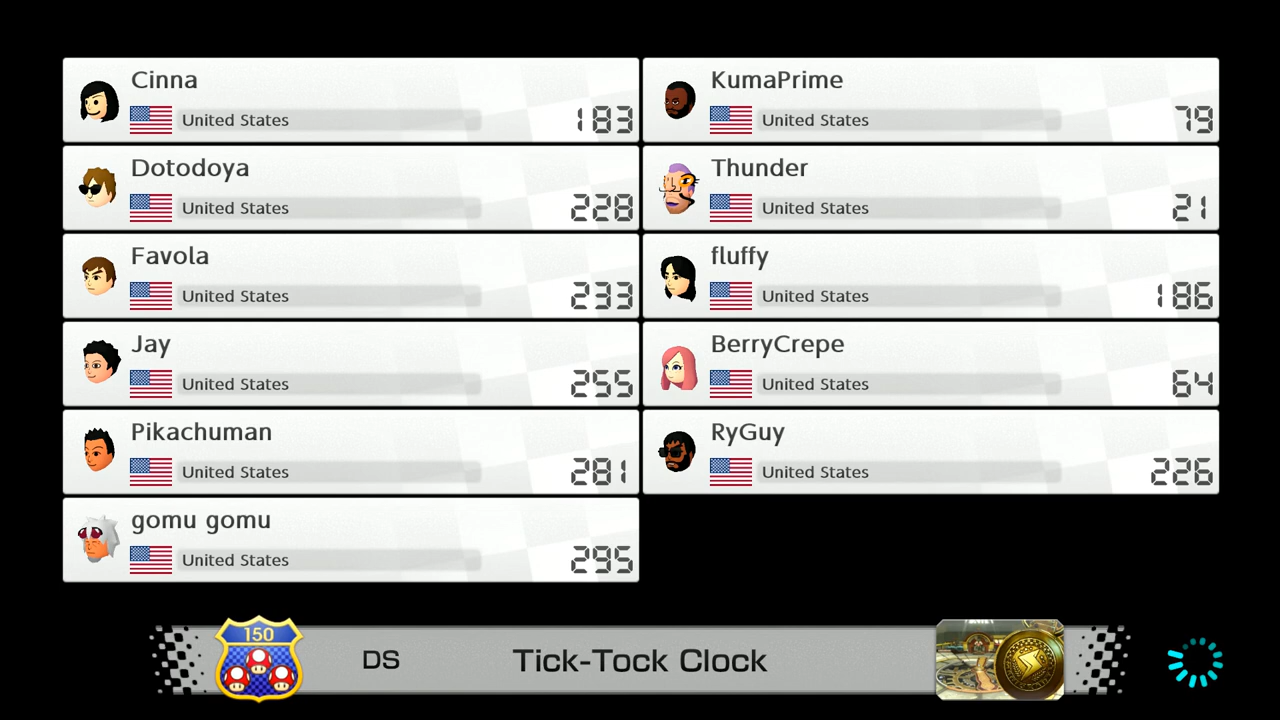 Cinna
United States
183
Dotodoya
United States
228
Favola
United States
233
Jay
United States
255
Pikachuman
United States
281
gomu gomu
United States
295
KumaPrime
United States
79
Thunder
United States
21
fluffy
United States
186
BerryCrepe
United States
64
RyGuy
United States
226
150
DS
Tick-Tock Clock